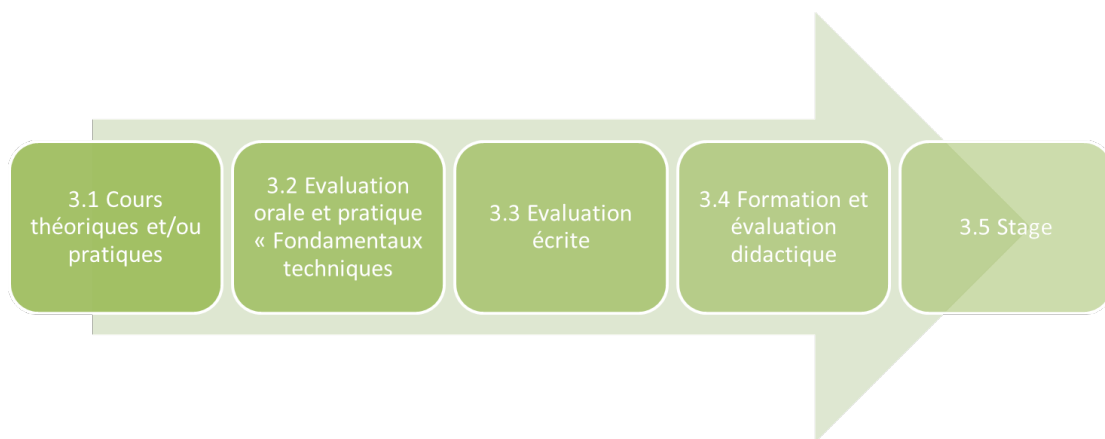 3.1 Cours
théoriques et/ou
pratiques
3.2 Evaluation
orale et pratique
« Fondamentaux
techniques
3.3 Evaluation
écrite
3.4 Formation et
évaluation
didactique
3.5 Stage